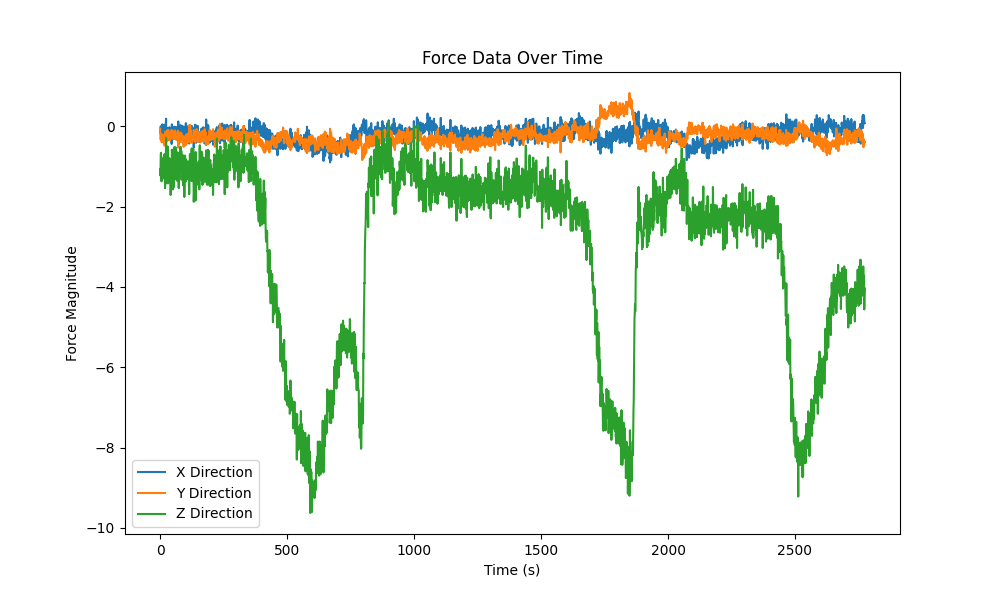 Force Data Over Time
Force Magnitude
0
−2
−4
−6
−8
−10
X Direction
Y Direction
Z Direction
0 500 1000 1500 2000 2500
Time (s)